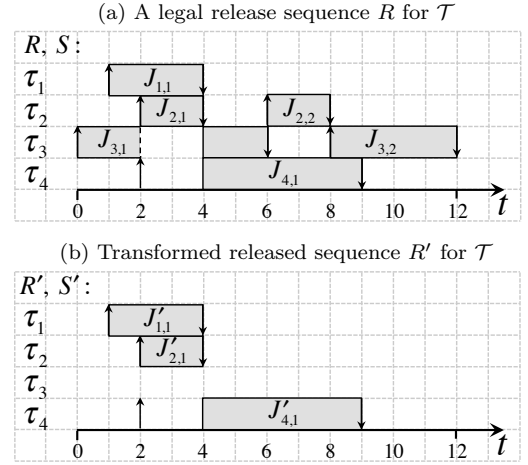 (a) A legal release sequence R for 𝒯
R, S :
τ₁ J₁,₁
τ₂ J₂,₁ J₂,₂
τ₃ J₃,₁ J₃,₂
τ₄ J₄,₁
0 2 4 6 8 10 12 t
(b) Transformed released sequence R′ for 𝒯
R′, S′ :
τ₁ J′₁,₁
τ₂ J′₂,₁
τ₃
τ₄ J′₄,₁
0 2 4 6 8 10 12 t